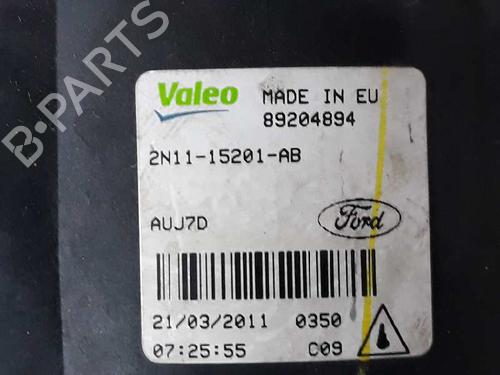 B-PARTS
Valeo MADE IN EU
89204894
2N11-15201-AB
AUJ7D Ford
21/03/2011 0350
07:25:55 C09